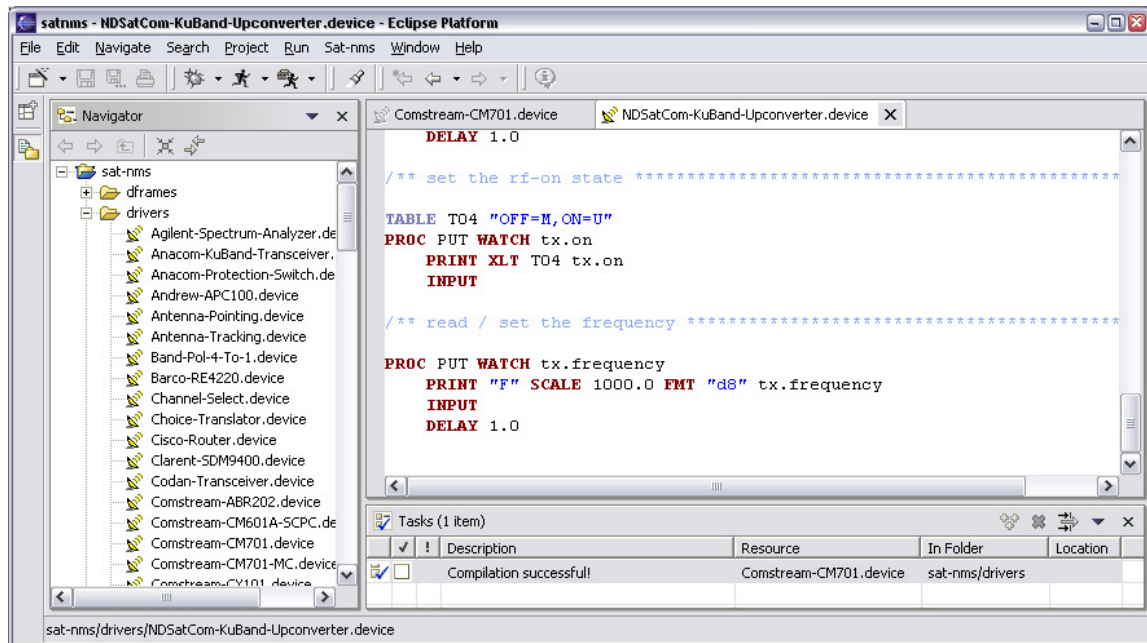 satnms - NDSatCom-KuBand-Upconverter.device - Eclipse Platform
File Edit Navigate Search Project Run Sat-nms Window Help
Navigator
sat-nms
dframes
drivers
Agilent-Spectrum-Analyzer.de
Anacom-KuBand-Transceiver.
Anacom-Protection-Switch.de
Andrew-APC100.device
Antenna-Pointing.device
Antenna-Tracking.device
Band-Pol-4-To-1.device
Barco-RE4220.device
Channel-Select.device
Choice-Translator.device
Cisco-Router.device
Clarent-SDM9400.device
Codan-Transceiver.device
Comstream-ABR202.device
Comstream-CM601A-SCPC.de
Comstream-CM701.device
Comstream-CM701-MC.device
Comstream-CY101.device
Comstream-CM701.device NDSatCom-KuBand-Upconverter.device X
DELAY 1.0
/** set the rf-on state ***********************************************
TABLE T04 "OFF=M,ON=U"
PROC PUT WATCH tx.on
PRINT XLT T04 tx.on
INPUT
/** read / set the frequency ******************************************
PROC PUT WATCH tx.frequency
PRINT "F" SCALE 1000.0 FMT "d8" tx.frequency
INPUT
DELAY 1.0
Tasks (1 item)
! Description Resource In Folder Location
Compilation successful! Comstream-CM701.device sat-nms/drivers
sat-nms/drivers/NDSatCom-KuBand-Upconverter.device